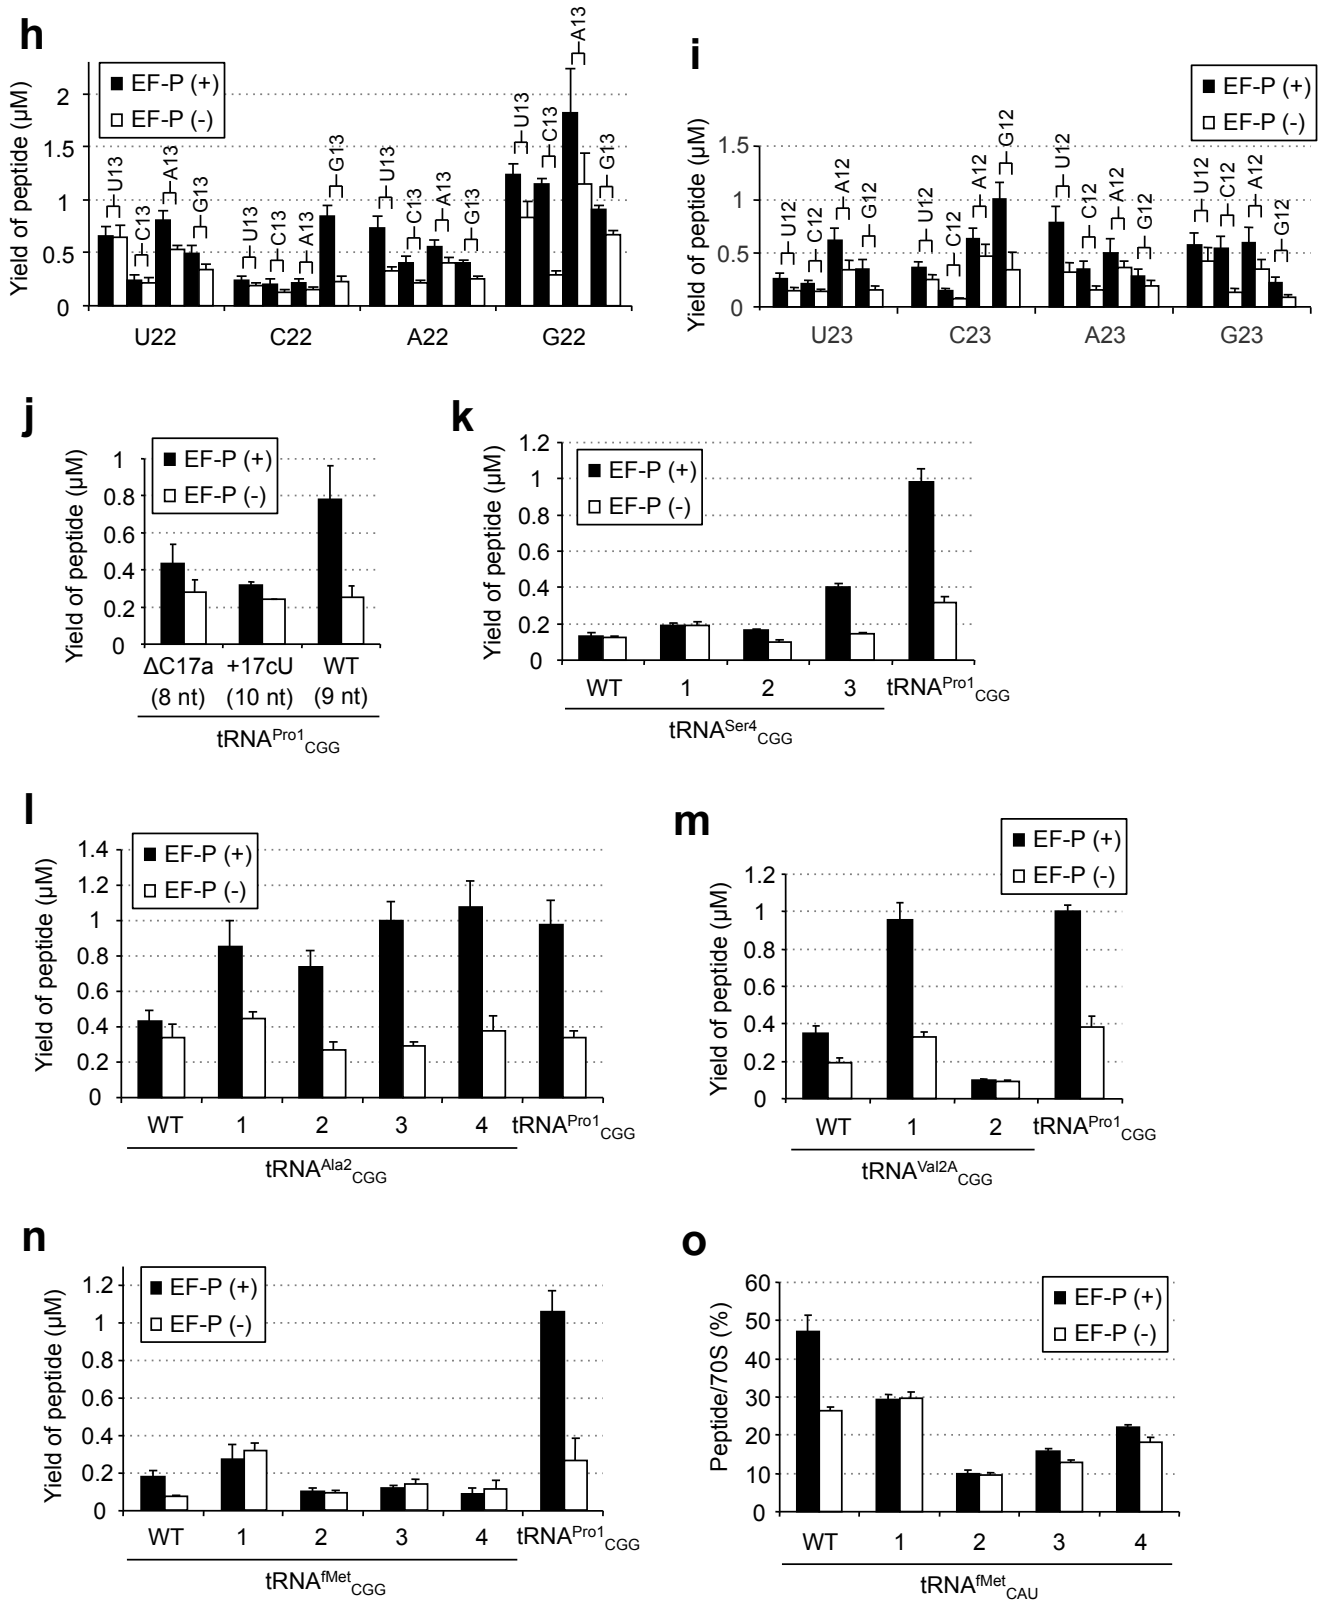 h
Yield of peptide (μM)
2
1.5
1
0.5
0
EF-P (+)
EF-P (-)
U13 C13 A13 G13
U13 C13 A13 G13
U13 C13 A13 G13
U13 C13 A13 G13
U22 C22 A22 G22
i
Yield of peptide (μM)
1.5
1
0.5
0
EF-P (+)
EF-P (-)
U12 C12 A12 G12
U12 C12 A12 G12
U12 C12 A12 G12
U12 C12 A12 G12
U23 C23 A23 G23
j
Yield of peptide (μM)
1
0.8
0.6
0.4
0.2
0
EF-P (+)
EF-P (-)
ΔC17a +17cU WT
(8 nt) (10 nt) (9 nt)
tRNAPro1CGG
k
Yield of peptide (μM)
1.2
1
0.8
0.6
0.4
0.2
0
EF-P (+)
EF-P (-)
WT 1 2 3 tRNAPro1CGG
tRNASer4CGG
l
Yield of peptide (μM)
1.4
1.2
1
0.8
0.6
0.4
0.2
0
EF-P (+)
EF-P (-)
WT 1 2 3 4 tRNAPro1CGG
tRNAAla2CGG
m
Yield of peptide (μM)
1.2
1
0.8
0.6
0.4
0.2
0
EF-P (+)
EF-P (-)
WT 1 2 tRNAPro1CGG
tRNAVal2ACGG
n
Yield of peptide (μM)
1.2
1
0.8
0.6
0.4
0.2
0
EF-P (+)
EF-P (-)
WT 1 2 3 4 tRNAPro1CGG
tRNAfMetCGG
o
Peptide/70S (%)
60
50
40
30
20
10
0
EF-P (+)
EF-P (-)
WT 1 2 3 4
tRNAfMetCAU